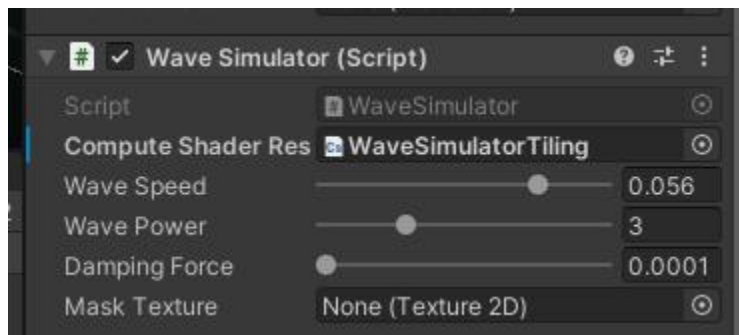 # Wave Simulator (Script)
Script # WaveSimulator
Compute Shader Res Cs WaveSimulatorTiling
Wave Speed 0.056
Wave Power 3
Damping Force 0.0001
Mask Texture None (Texture 2D)